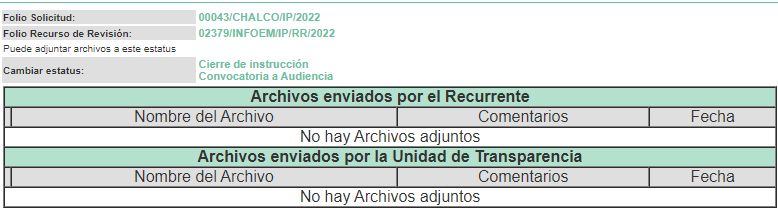 Folio Solicitud: 00043/CHALCO/IP/2022
Folio Recurso de Revisión: 02379/INFOEM/IP/RR/2022
Puede adjuntar archivos a este estatus
Cambiar estatus: Cierre de instrucción
Convocatoria a Audiencia
Archivos enviados por el Recurrente
Nombre del Archivo Comentarios Fecha
No hay Archivos adjuntos
Archivos enviados por la Unidad de Transparencia
Nombre del Archivo Comentarios Fecha
No hay Archivos adjuntos